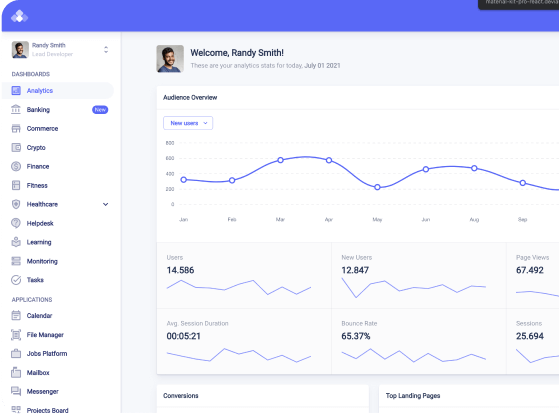 material-kit-pro-react.devia
Randy Smith
Lead Developer
DASHBOARDS
Analytics
Banking
New
Commerce
Crypto
Finance
Fitness
Healthcare
Helpdesk
Learning
Monitoring
Tasks
APPLICATIONS
Calendar
File Manager
Jobs Platform
Mailbox
Messenger
Projects Board
Welcome, Randy Smith!
These are your analytics stats for today, July 01 2021
Audience Overview
New users
800
600
400
200
0
Jan Feb Mar Apr May Jun Aug Sep
Users New Users Page Views
14.586 12.847 67.492
Avg. Session Duration Bounce Rate Sessions
00:05:21 65.37% 25.694
Conversions Top Landing Pages